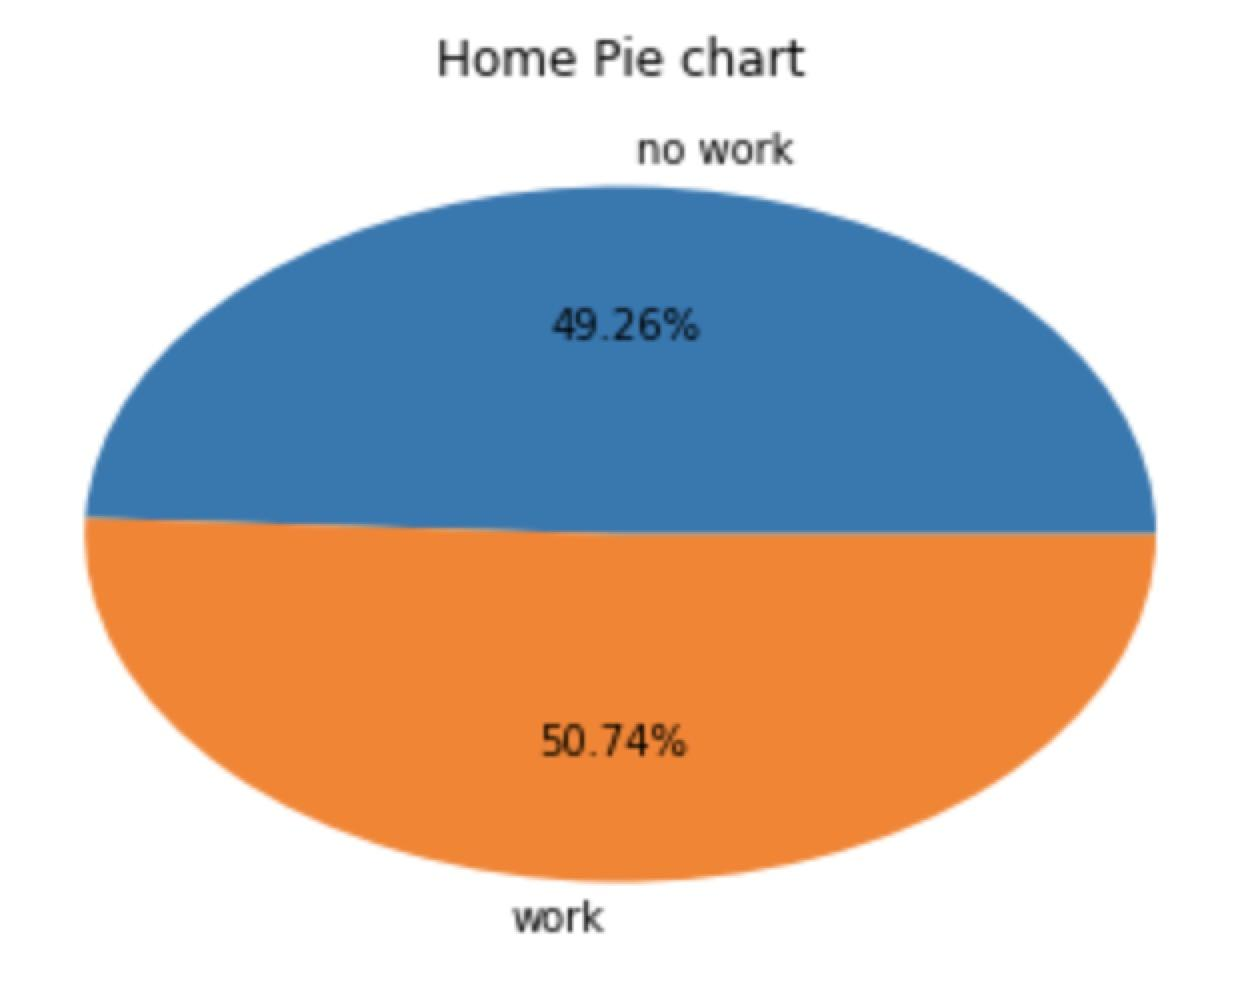 Home Pie chart
no work
49.26%
50.74%
work